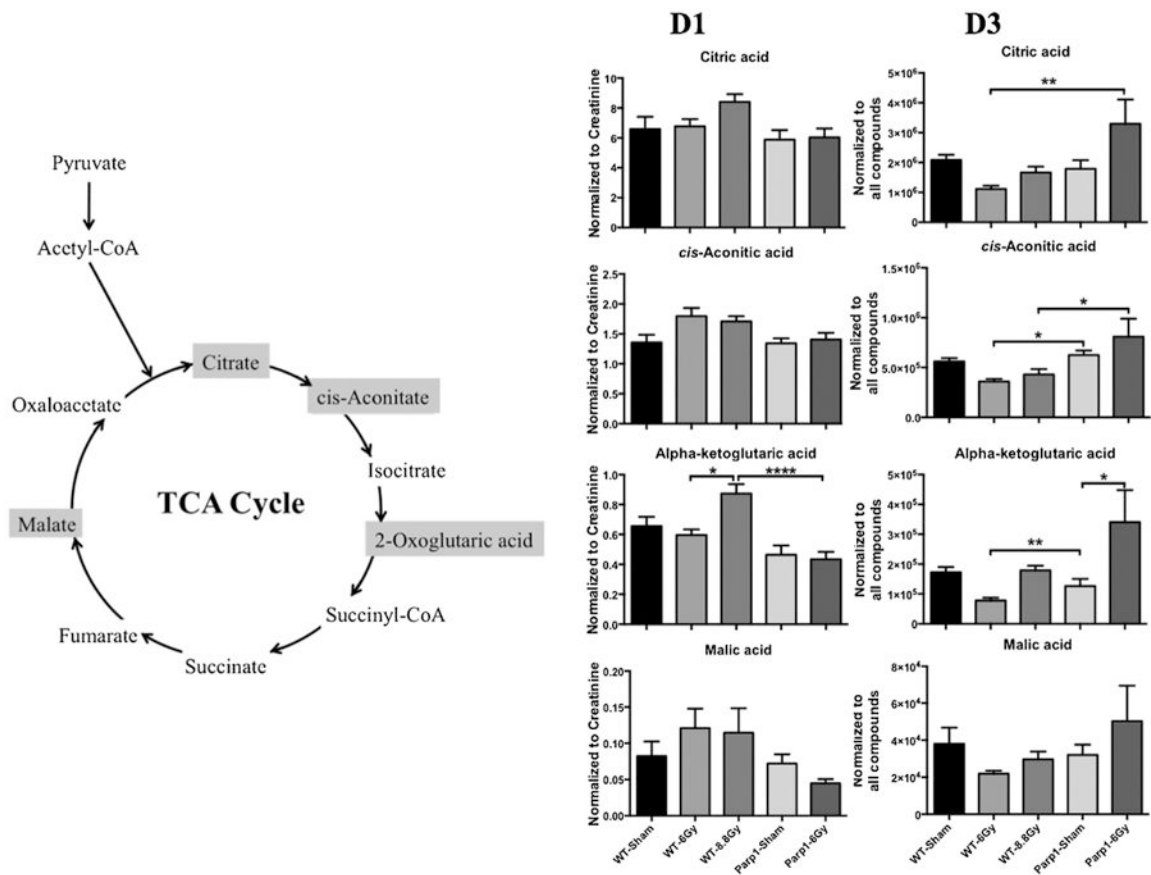 Pyruvate
Acetyl-CoA
Citrate
cis-Aconitate
Oxaloacetate
Isocitrate
TCA Cycle
Malate
2-Oxoglutaric acid
Succinyl-CoA
Fumarate
Succinate
D1
Citric acid
Normalized to Creatinine
10
8
6
4
2
0
cis-Aconitic acid
Normalized to Creatinine
2.5
2.0
1.5
1.0
0.5
0.0
Alpha-ketoglutaric acid
Normalized to Creatinine
1.0
0.8
0.6
0.4
0.2
0.0
*
****
Malic acid
Normalized to Creatinine
0.20
0.15
0.10
0.05
0.00
WT-Sham
WT-6Gy
WT-8.8Gy
Parp1-Sham
Parp1-6Gy
D3
Citric acid
Normalized to
all compounds
5×10⁶
4×10⁶
3×10⁶
2×10⁶
1×10⁶
0
**
cis-Aconitic acid
Normalized to
all compounds
1.5×10⁶
1.0×10⁶
5.0×10⁵
0.0
*
*
Alpha-ketoglutaric acid
Normalized to
all compounds
5×10⁵
4×10⁵
3×10⁵
2×10⁵
1×10⁵
0
**
*
Malic acid
Normalized to
all compounds
8×10⁴
6×10⁴
4×10⁴
2×10⁴
0
WT-Sham
WT-6Gy
WT-8.8Gy
Parp1-Sham
Parp1-6Gy